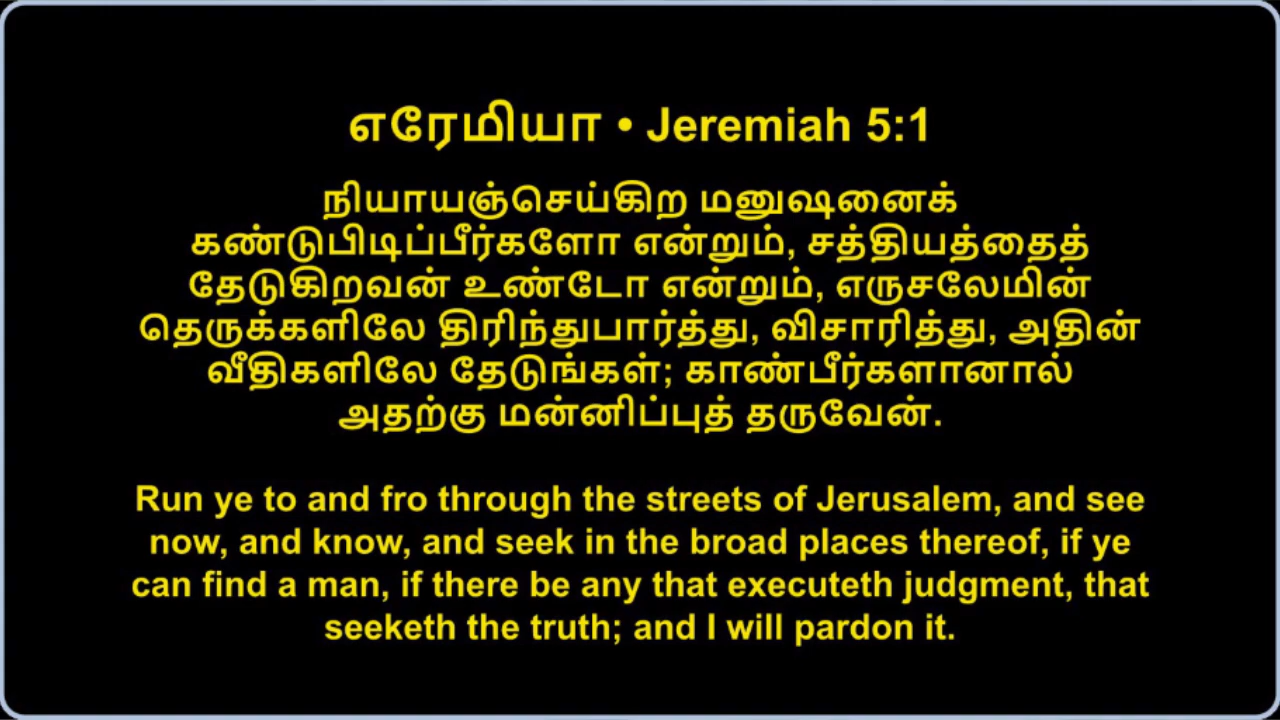 எரேமியா • Jeremiah 5:1
நியாயஞ்செய்கிற மனுஷனைக்
கண்டுபிடிப்பீர்களோ என்றும், சத்தியத்தைத்
தேடுகிறவன் உண்டோ என்றும், எருசலேமின்
தெருக்களிலே திரிந்துபார்த்து, விசாரித்து, அதின்
வீதிகளிலே தேடுங்கள்; காண்பீர்களானால்
அதற்கு மன்னிப்புத் தருவேன்.
Run ye to and fro through the streets of Jerusalem, and see
now, and know, and seek in the broad places thereof, if ye
can find a man, if there be any that executeth judgment, that
seeketh the truth; and I will pardon it.